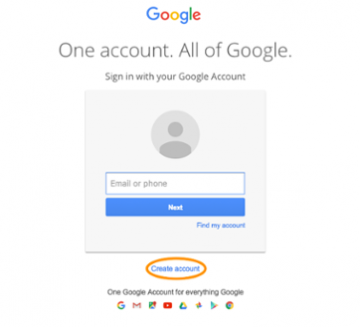 Google
One account. All of Google.
Sign in with your Google Account
Email or phone
Next
Find my account
Create account
One Google Account for everything Google